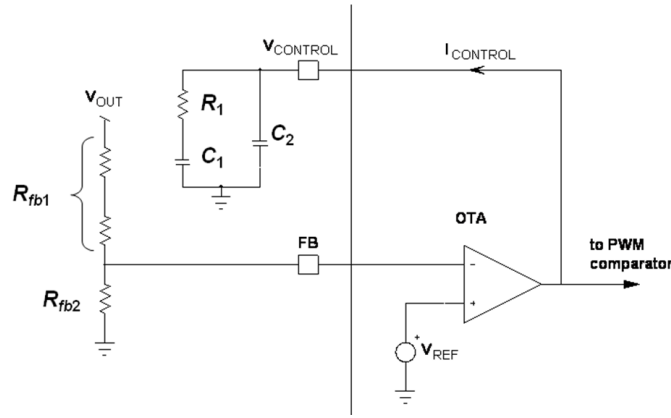 VCONTROL
ICONTROL
VOUT
R1
C1
C2
Rfb1
FB
OTA
to PWM
comparator
Rfb2
-
+
+
VREF